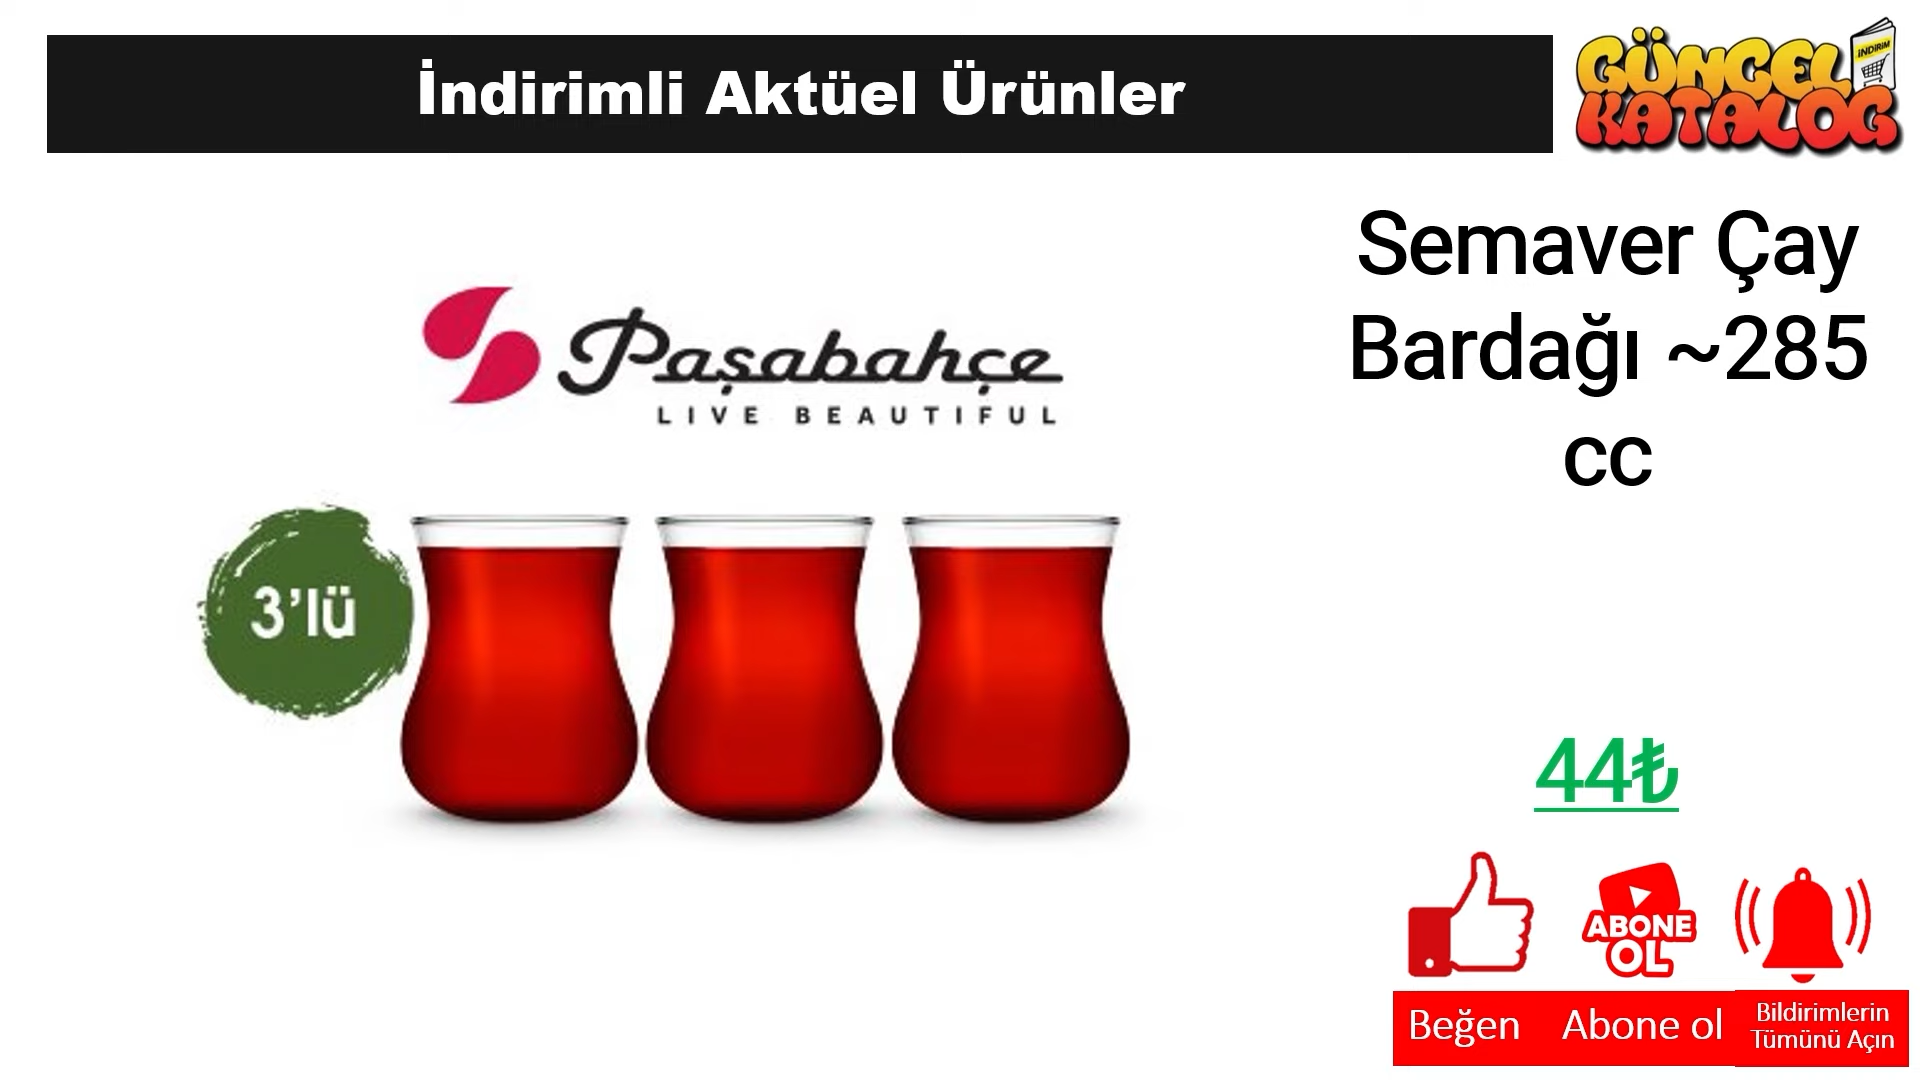 İndirimli Aktüel Ürünler
GÜNCEL
KATALOG
İNDİRİM
Semaver Çay
Bardağı ~285
cc
Paşabahçe
LIVE BEAUTIFUL
3’lü
44₺
ABONE
OL
Beğen
Abone ol
Bildirimlerin
Tümünü Açın